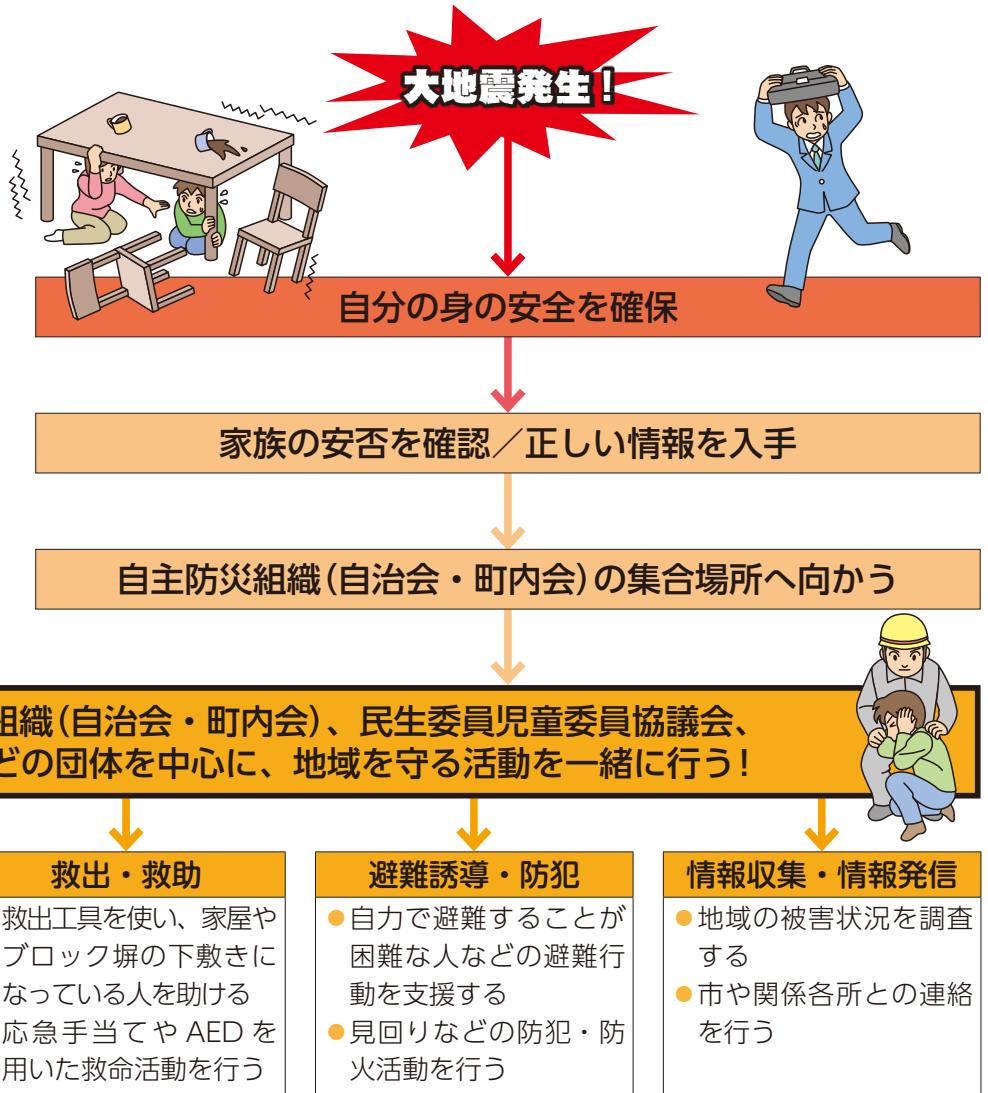 大地震発生！
自分の身の安全を確保
家族の安否を確認／正しい情報を入手
自主防災組織（自治会・町内会）の集合場所へ向かう
組織（自治会・町内会）、民生委員児童委員協議会、
どの団体を中心に、地域を守る活動を一緒に行う！
救出・救助
救出工具を使い、家屋や
ブロック塀の下敷きに
なっている人を助ける
応急手当てや AED を
用いた救命活動を行う
避難誘導・防犯
●自力で避難することが
困難な人などの避難行
動を支援する
●見回りなどの防犯・防
火活動を行う
情報収集・情報発信
●地域の被害状況を調査
する
●市や関係各所との連絡
を行う